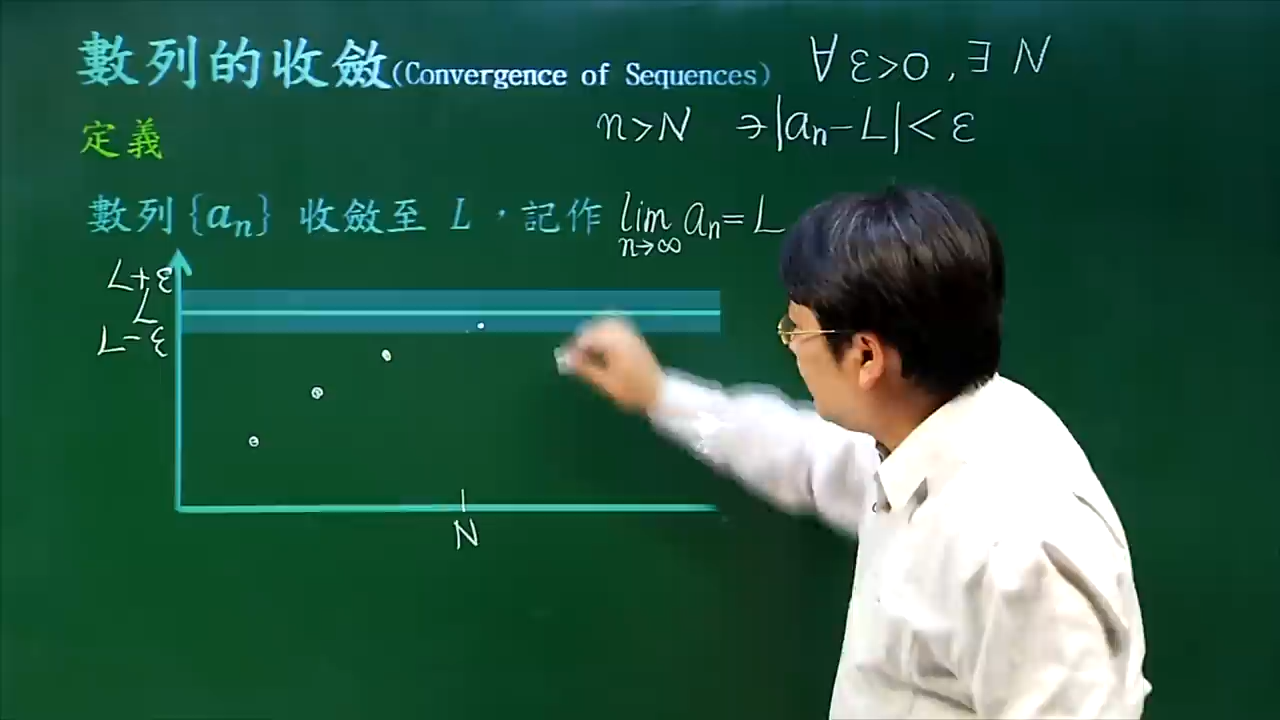 數列的收斂(Convergence of Sequences)
∀ε>0,∃N
定義
n>N ∋|aₙ-L|<ε
數列{aₙ} 收斂至 L,記作 lim aₙ=L
n→∞
L+ε
L
L-ε
N